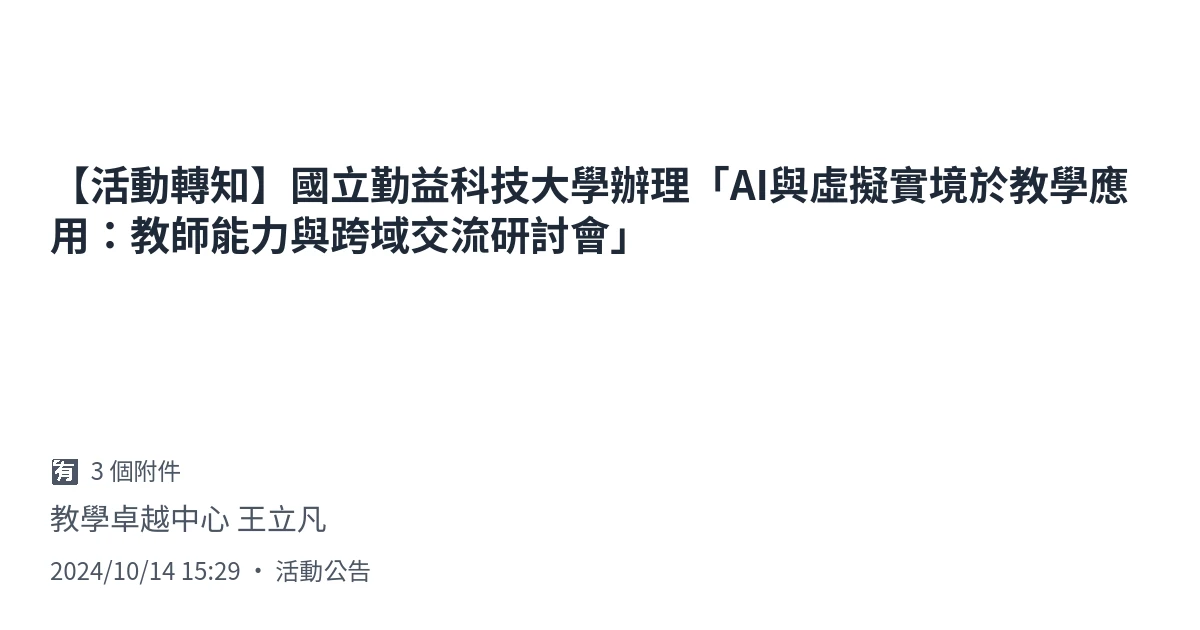 【活動轉知】國立勤益科技大學辦理「AI與虛擬實境於教學應
用：教師能力與跨域交流研討會」
有 3 個附件
教學卓越中心 王立凡
2024/10/14 15:29 • 活動公告